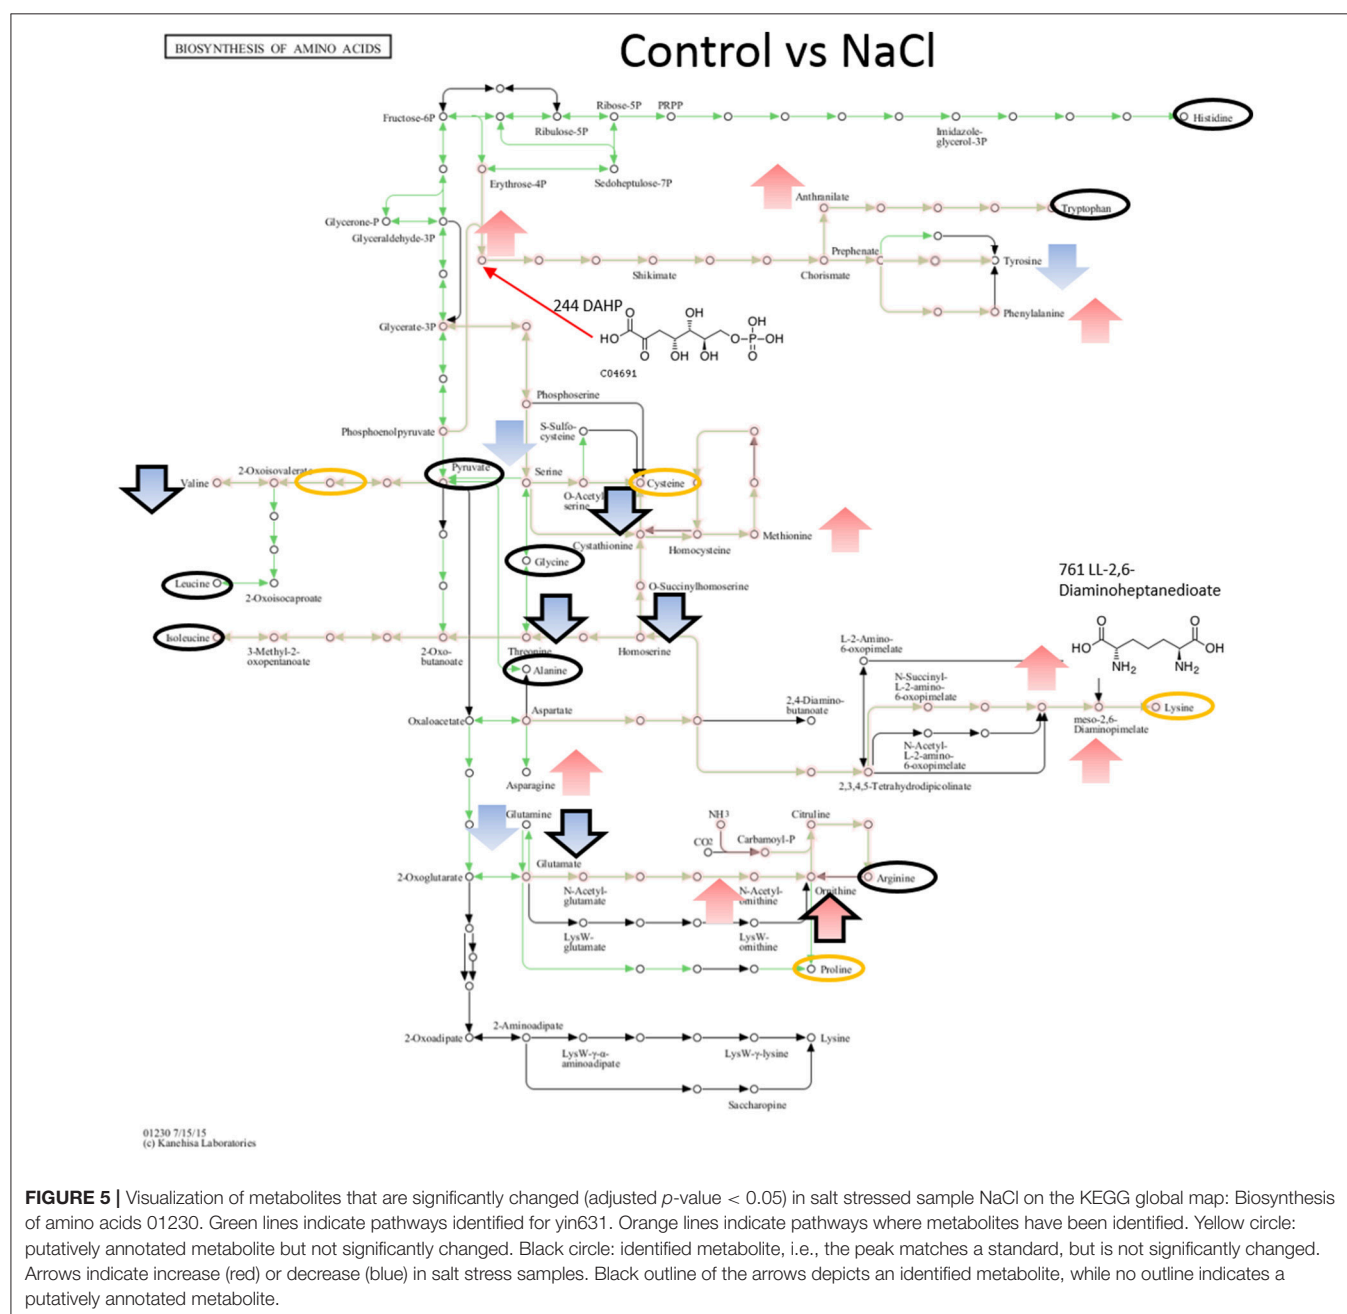 BIOSYNTHESIS OF AMINO ACIDS
Control vs NaCl
Fructose-6P
Ribulose-5P
Ribose-5P
PRPP
Imidazole-
glycerol-3P
Histidine
Erythrose-4P
Sedoheptulose-7P
Anthranilate
Tryptophan
Glycerone-P
Glyceraldehyde-3P
Shikimate
Chorismate
Prephenate
Tyrosine
Phenylalanine
244 DAHP
HO
O
O
OH
OH
OH
OH
O
P
OH
OH
O
C04691
Glycerate-3P
Phosphoserine
Phosphoenolpyruvate
S-Sulfo-
cysteine
Valine
2-Oxoisovalerate
Pyruvate
Serine
O-Acetyl
serine
Cysteine
Cystathionine
Homocysteine
Methionine
Leucine
2-Oxoisocaproate
Glycine
O-Succinylhomoserine
761 LL-2,6-
Diaminoheptanedioate
O
O
HO
OH
NH2
NH2
Isoleucine
3-Methyl-2-
oxopentanoate
2-Oxo-
butanoate
Threonine
Homoserine
Alanine
L-2-Amino-
6-oxopimelate
N-Succinyl-
L-2-amino-
6-oxopimelate
Oxaloacetate
Aspartate
2,4-Diamino-
butanoate
N-Acetyl-
L-2-amino-
6-oxopimelate
meso-2,6-
Diaminopimelate
Lysine
Asparagine
2,3,4,5-Tetrahydrodipicolinate
Glutamine
NH3
Citruline
CO2
Carbamoyl-P
Glutamate
2-Oxoglutarate
N-Acetyl-
glutamate
N-Acetyl-
ornithine
Ornithine
Arginine
LysW-
glutamate
LysW-
ornithine
Proline
2-Oxoadipate
2-Aminoadipate
LysW-γ-α-
aminoadipate
LysW-γ-lysine
Lysine
Saccharopine
01230 7/15/15
(c) Kanehisa Laboratories
FIGURE 5 | Visualization of metabolites that are significantly changed (adjusted p-value < 0.05) in salt stressed sample NaCl on the KEGG global map: Biosynthesis
of amino acids 01230. Green lines indicate pathways identified for yin631. Orange lines indicate pathways where metabolites have been identified. Yellow circle:
putatively annotated metabolite but not significantly changed. Black circle: identified metabolite, i.e., the peak matches a standard, but is not significantly changed.
Arrows indicate increase (red) or decrease (blue) in salt stress samples. Black outline of the arrows depicts an identified metabolite, while no outline indicates a
putatively annotated metabolite.